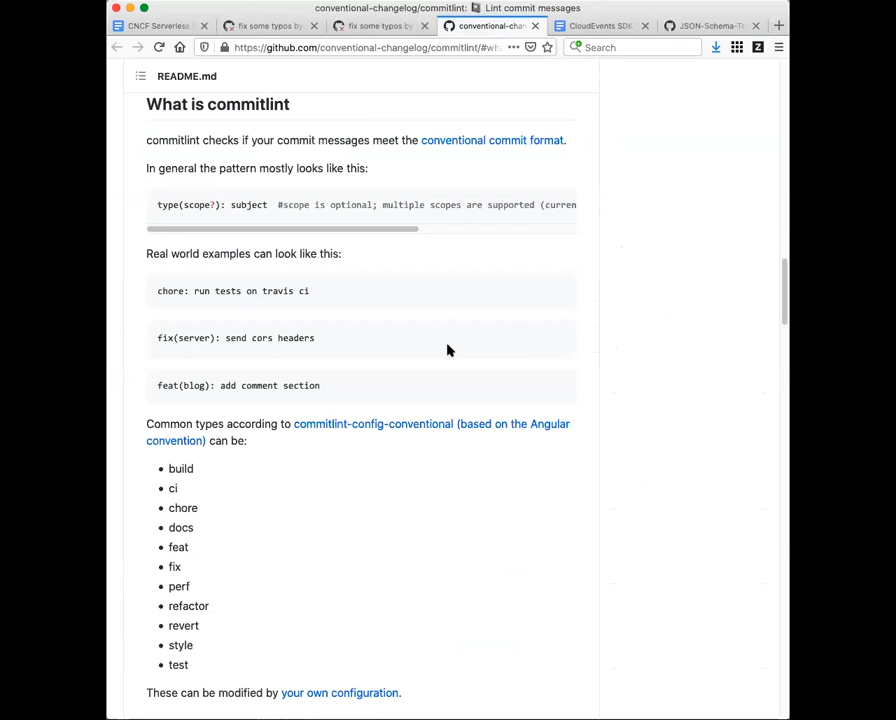 conventional-changelog/commitlint: Lint commit messages
CNCF Serverless
fix some typos by
fix some typos by
conventional-chan
CloudEvents SDK
JSON-Schema-To
https://github.com/conventional-changelog/commitlint/#wh
Search
README.md
What is commitlint
commitlint checks if your commit messages meet the conventional commit format.
In general the pattern mostly looks like this:
type(scope?): subject #scope is optional; multiple scopes are supported (curren
Real world examples can look like this:
chore: run tests on travis ci
fix(server): send cors headers
feat(blog): add comment section
Common types according to commitlint-config-conventional (based on the Angular
convention) can be:
build
ci
chore
docs
feat
fix
perf
refactor
revert
style
test
These can be modified by your own configuration.